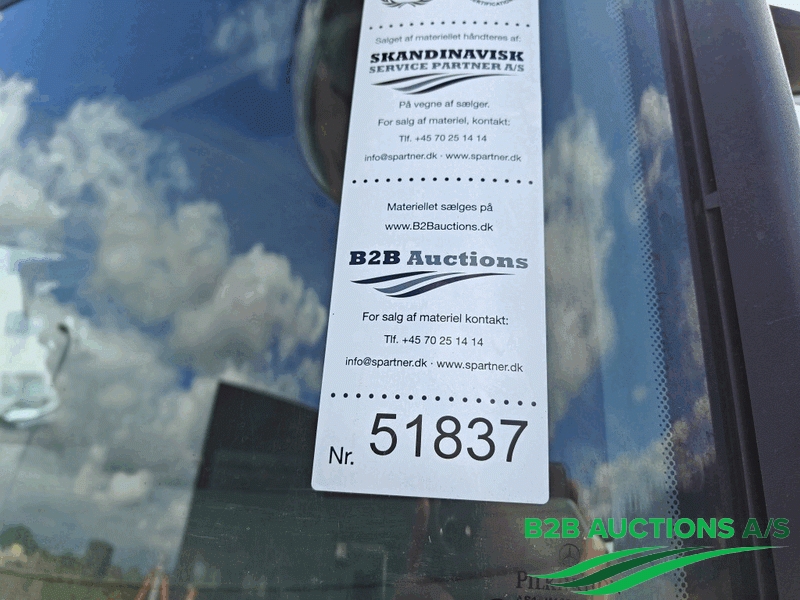 Salget af materiellet håndteres af:
SKANDINAVISK
SERVICE PARTNER A/S
På vegne af sælger.
For salg af materiel, kontakt:
Tlf. +45 70 25 14 14
info@spartner.dk · www.spartner.dk
Materiellet sælges på
www.B2Bauctions.dk
B2B Auctions
For salg af materiel kontakt:
Tlf. +45 70 25 14 14
info@spartner.dk · www.spartner.dk
Nr. 51837
B2B AUCTIONS A/S